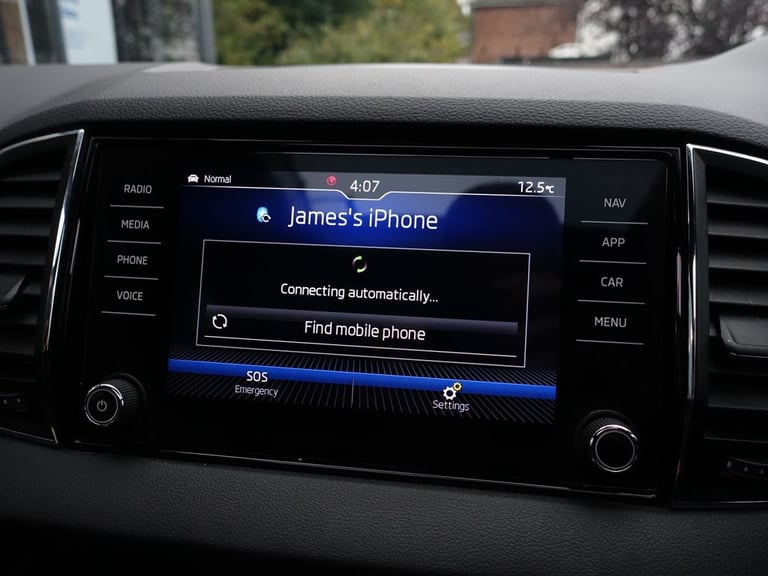 Normal
4:07
12.5°C
RADIO
MEDIA
PHONE
VOICE
James's iPhone
Connecting automatically...
Find mobile phone
SOS
Emergency
Settings
NAV
APP
CAR
MENU